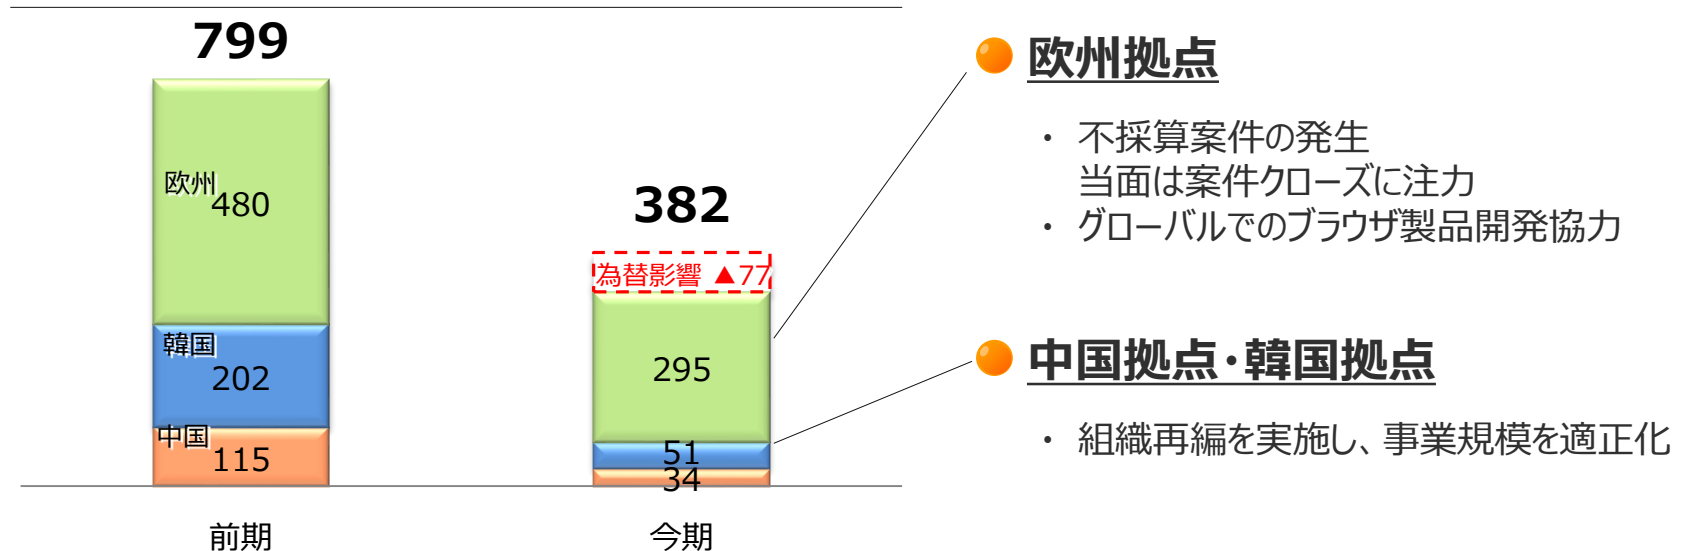 799
欧州
480
韓国
202
中国
115
前期
382
為替影響 ▲77
295
51
34
今期
欧州拠点
・ 不採算案件の発生
当面は案件クローズに注力
・ グローバルでのブラウザ製品開発協力
中国拠点・韓国拠点
・ 組織再編を実施し、事業規模を適正化